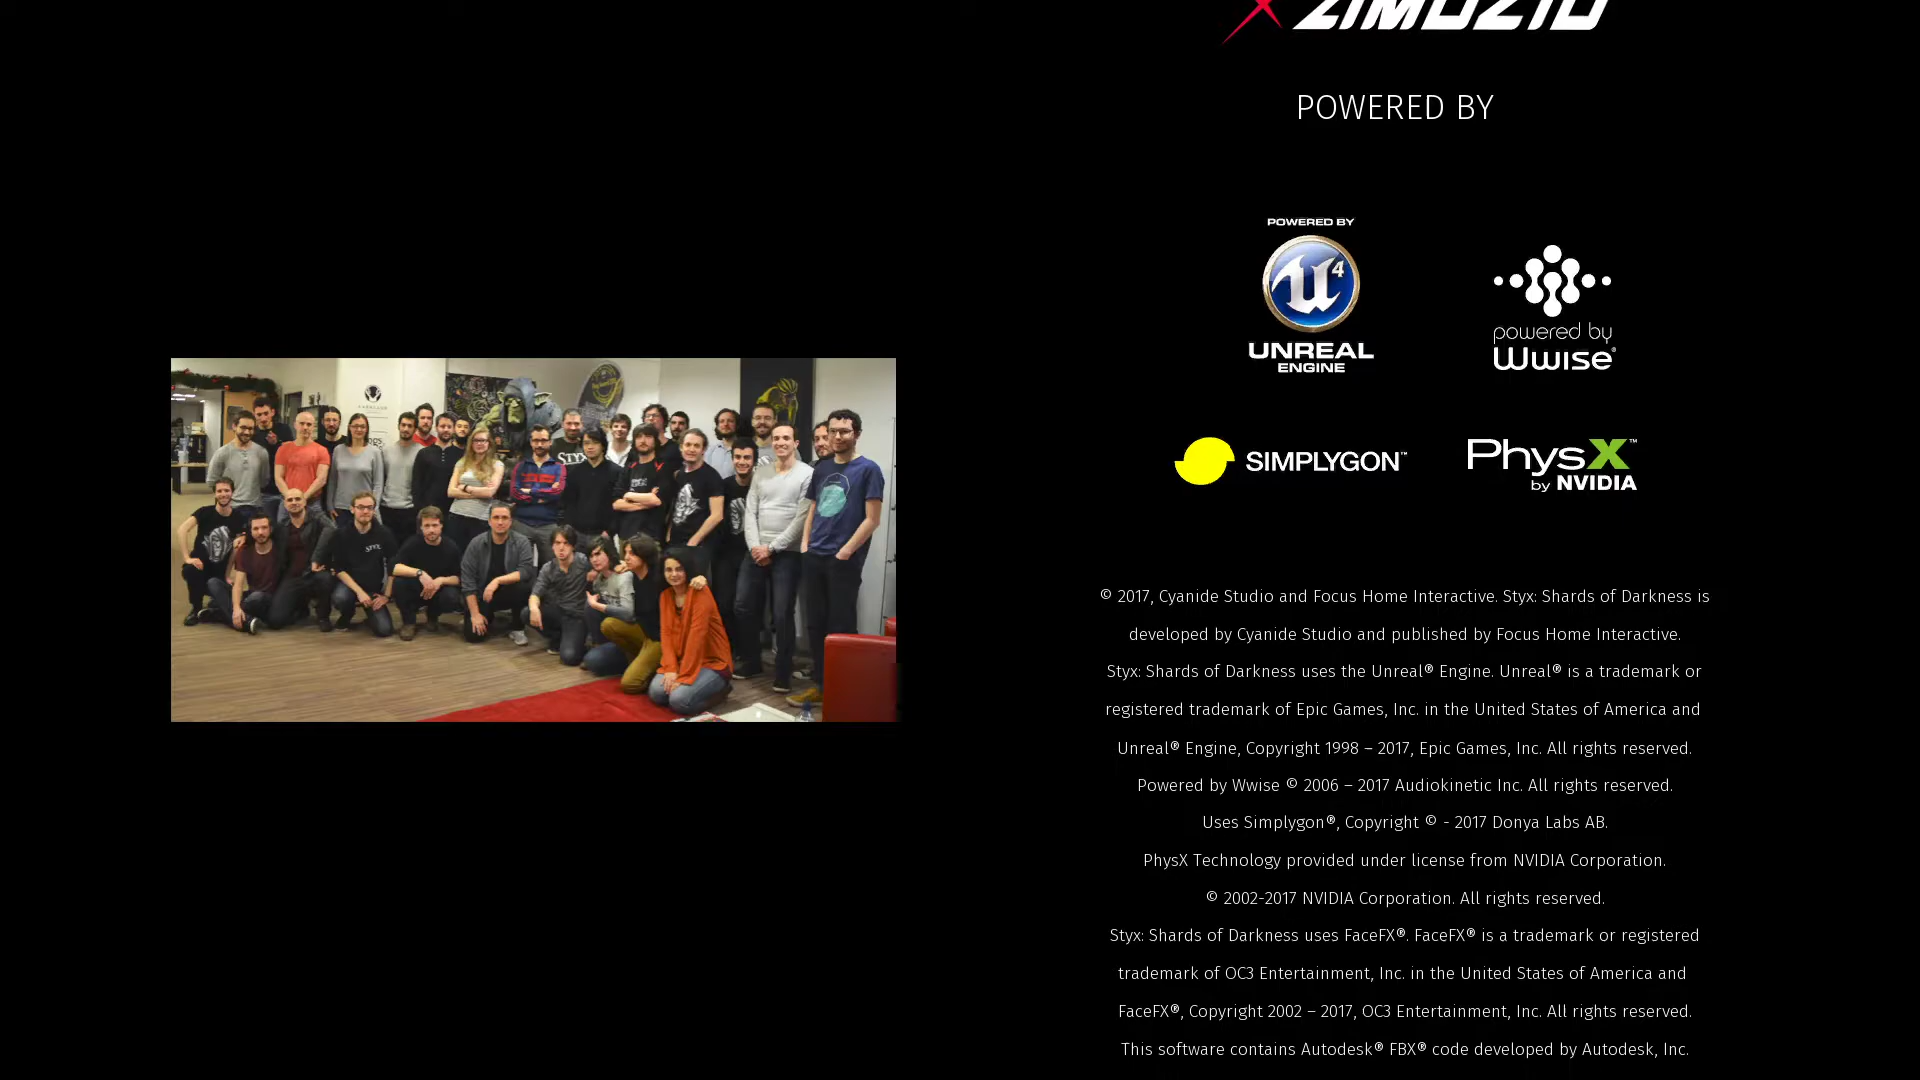 POWERED BY
POWERED BY
U 4
UNREAL
ENGINE
powered by
Wwise®
SIMPLYGON™
PhysX™
by NVIDIA
STYX
STYX
© 2017, Cyanide Studio and Focus Home Interactive. Styx: Shards of Darkness is
developed by Cyanide Studio and published by Focus Home Interactive.
Styx: Shards of Darkness uses the Unreal® Engine. Unreal® is a trademark or
registered trademark of Epic Games, Inc. in the United States of America and
Unreal® Engine, Copyright 1998 – 2017, Epic Games, Inc. All rights reserved.
Powered by Wwise © 2006 – 2017 Audiokinetic Inc. All rights reserved.
Uses Simplygon®, Copyright © - 2017 Donya Labs AB.
PhysX Technology provided under license from NVIDIA Corporation.
© 2002-2017 NVIDIA Corporation. All rights reserved.
Styx: Shards of Darkness uses FaceFX®. FaceFX® is a trademark or registered
trademark of OC3 Entertainment, Inc. in the United States of America and
FaceFX®, Copyright 2002 – 2017, OC3 Entertainment, Inc. All rights reserved.
This software contains Autodesk® FBX® code developed by Autodesk, Inc.